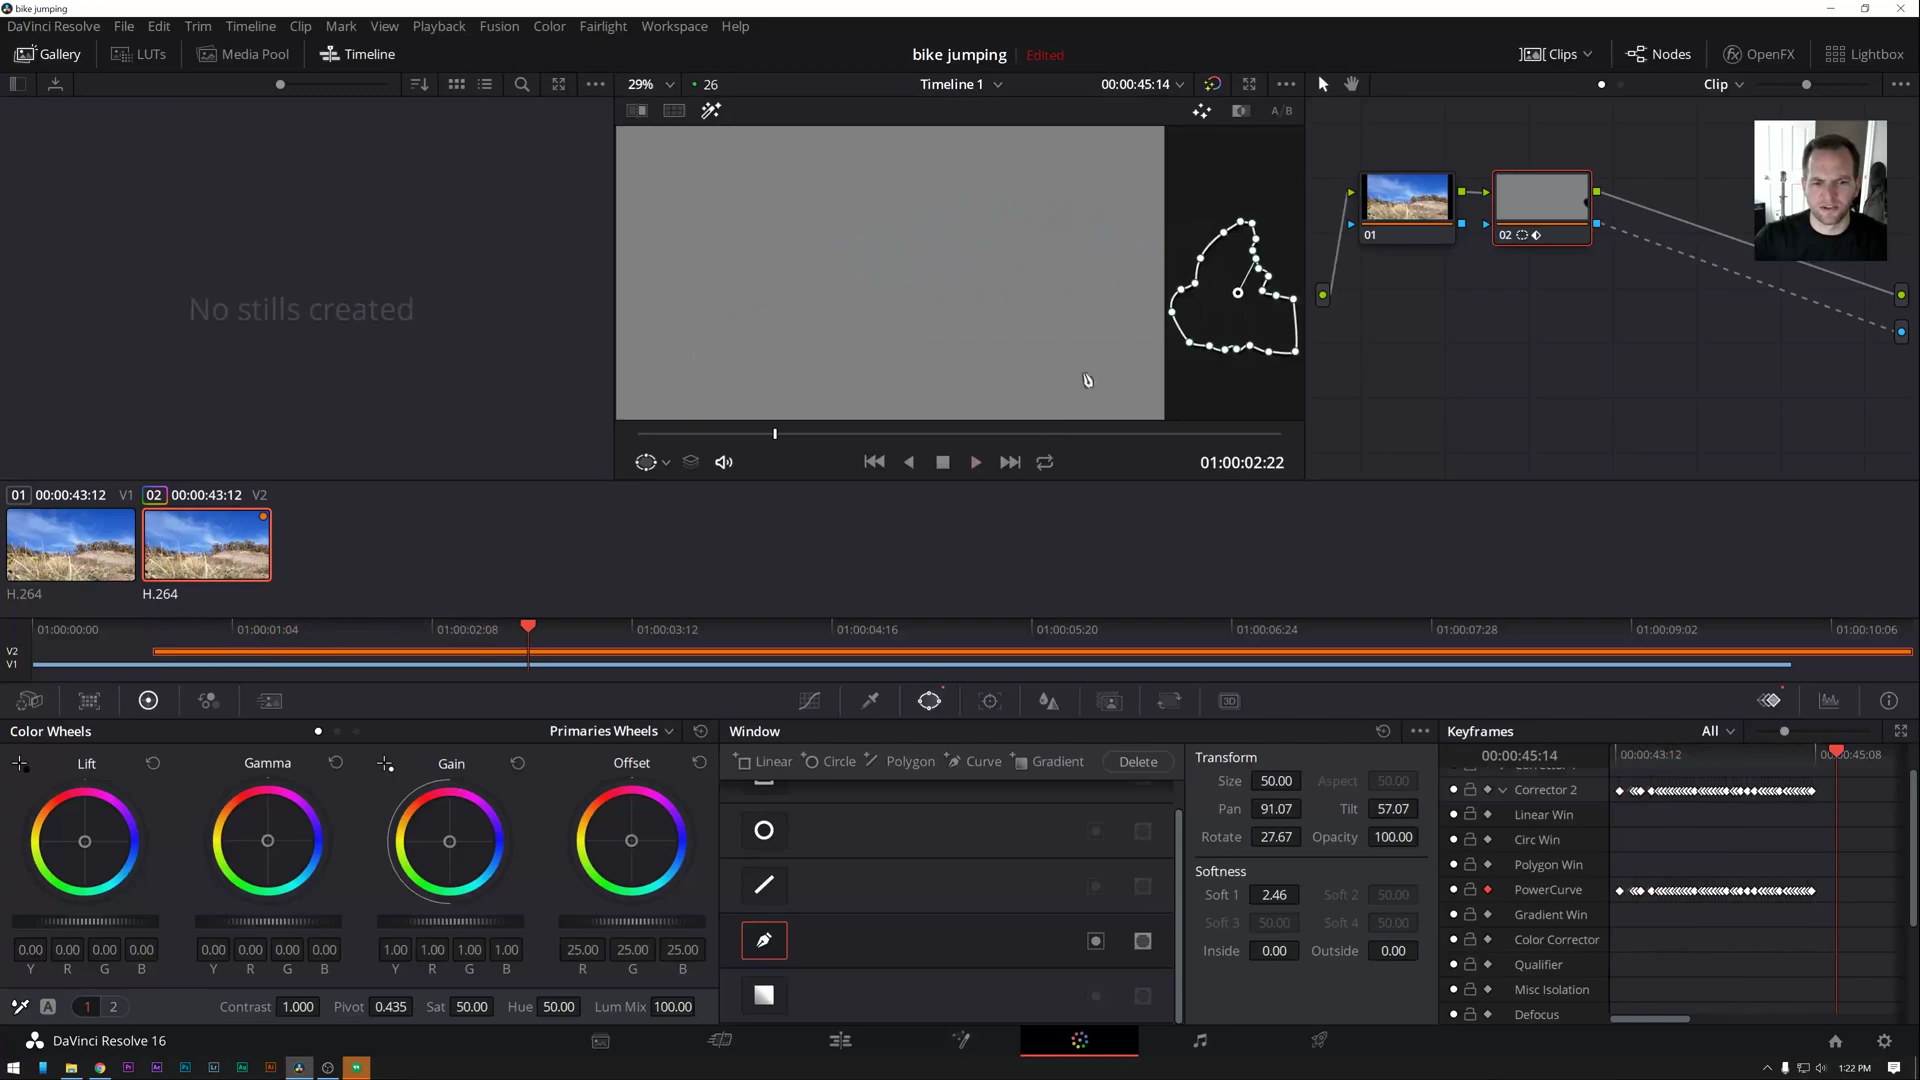 bike jumping
DaVinci Resolve File Edit Trim Timeline Clip Mark View Playback Fusion Color Fairlight Workspace Help
Gallery LUTs Media Pool Timeline bike jumping Edited Clips Nodes OpenFX Lightbox
29% 26 Timeline 1 00:00:45:14 Clip
A/B
No stills created
01
02
01:00:02:22
01 00:00:43:12 V1 02 00:00:43:12 V2
H.264 H.264
01:00:00:00 01:00:01:04 01:00:02:08 01:00:03:12 01:00:04:16 01:00:05:20 01:00:06:24 01:00:07:28 01:00:09:02 01:00:10:06
V2
V1
3D
Color Wheels Primaries Wheels Window Keyframes All
Lift Gamma Gain Offset
Linear Circle Polygon Curve Gradient Delete
Transform
Size 50.00 Aspect 50.00
Pan 91.07 Tilt 57.07
Rotate 27.67 Opacity 100.00
Softness
Soft 1 2.46 Soft 2 50.00
Soft 3 50.00 Soft 4 50.00
Inside 0.00 Outside 0.00
00:00:45:14 00:00:43:12 00:00:45:08
Corrector 2
Linear Win
Circ Win
Polygon Win
PowerCurve
Gradient Win
Color Corrector
Qualifier
Misc Isolation
Defocus
0.00 0.00 0.00 0.00 0.00 0.00 0.00 0.00 1.00 1.00 1.00 1.00 25.00 25.00 25.00
Y R G B Y R G B Y R G B R G B
A 1 2 Contrast 1.000 Pivot 0.435 Sat 50.00 Hue 50.00 Lum Mix 100.00
DaVinci Resolve 16
Pr Ae Ps Lr Au Ai
1:22 PM